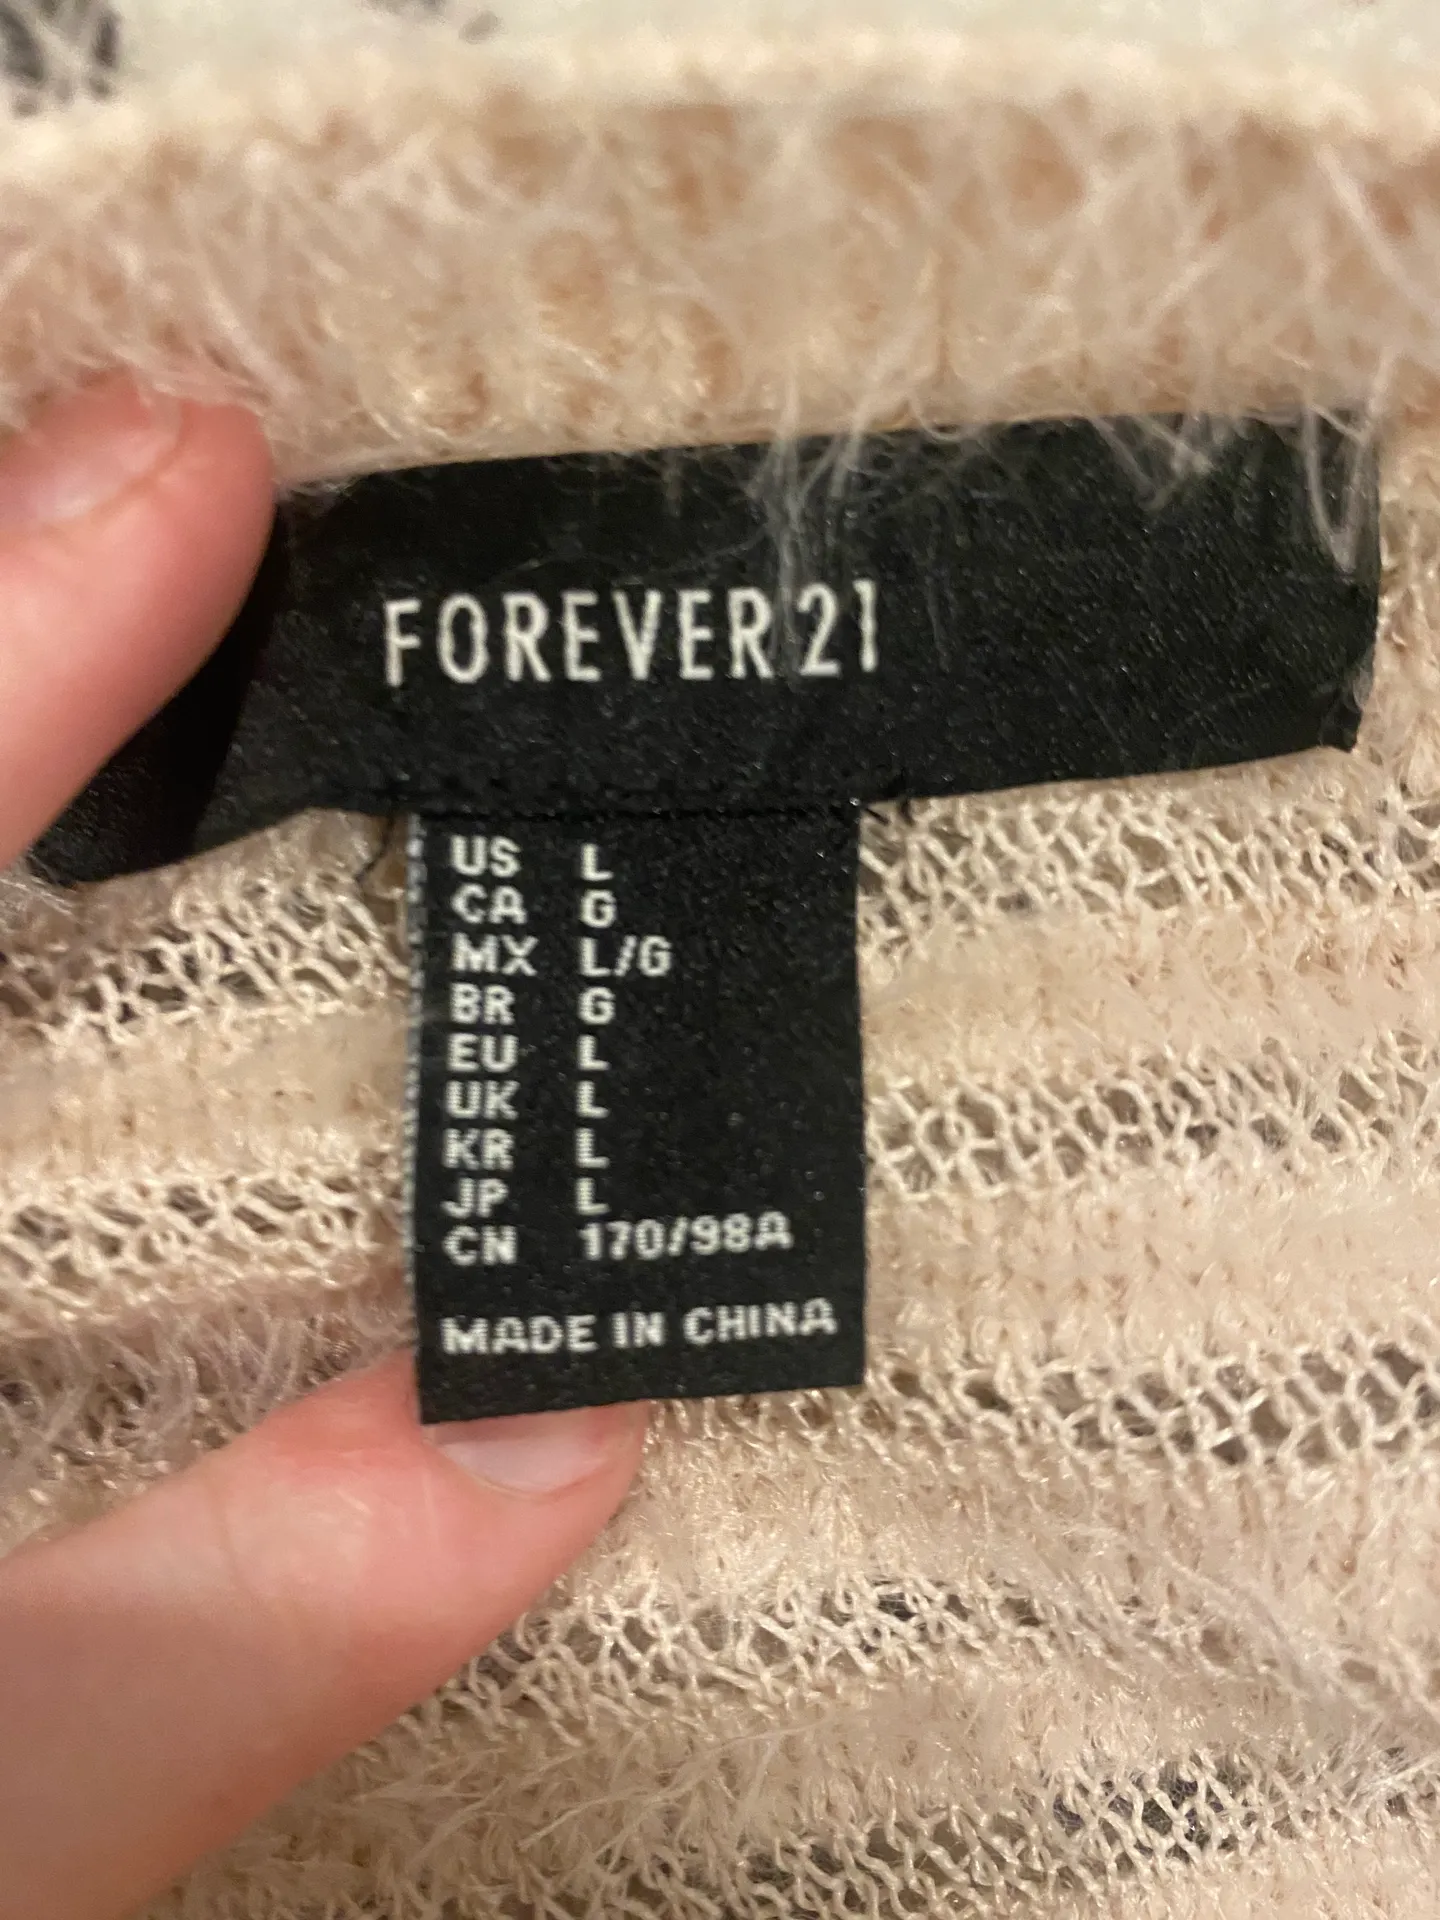 FOREVER 21
US L
CA G
MX L/G
BR G
EU L
UK L
KR L
JP L
CN 170/98A
MADE IN CHINA